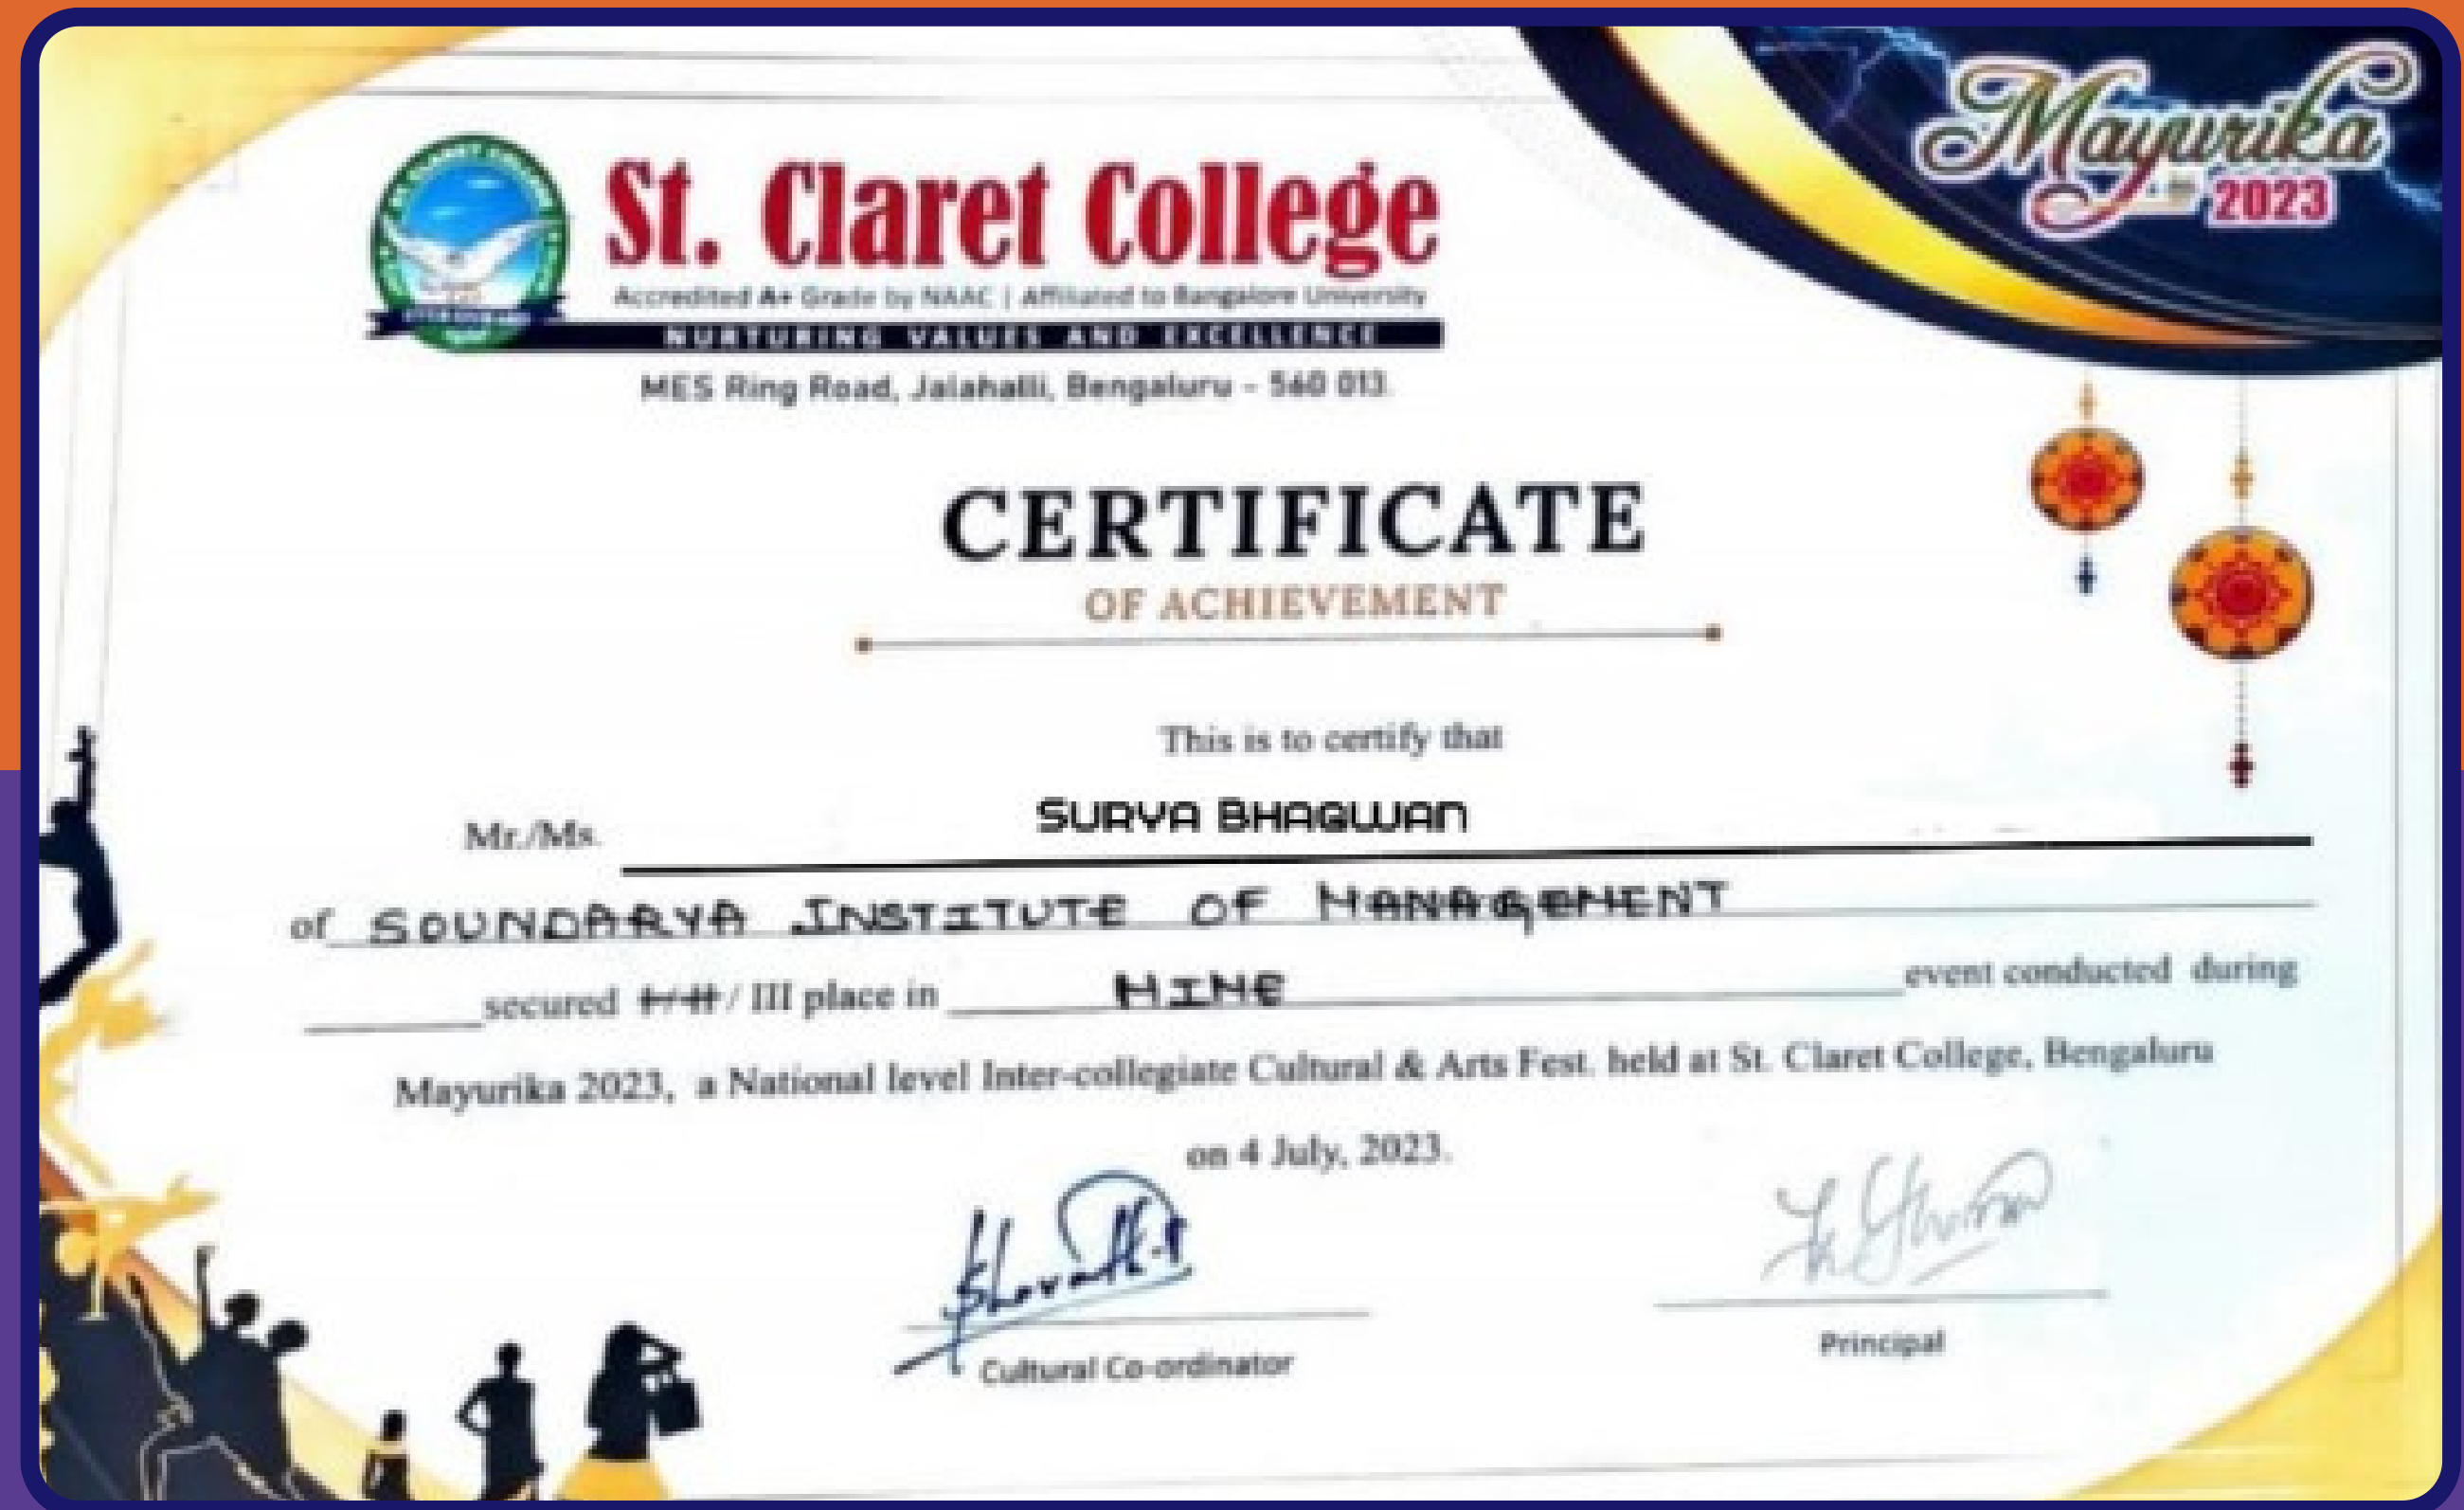 Mayurika
2023
St. Claret College
Accredited A+ Grade by NAAC | Affiliated to Bangalore University
NURTURING VALUES AND EXCELLENCE
MES Ring Road, Jalahalli, Bengaluru - 560 013.
CERTIFICATE
OF ACHIEVEMENT
This is to certify that
Mr./Ms. SURYA BHAGWAN
of SOUNDARYA INSTITUTE OF MANAGEMENT
secured I / II / III place in MIME event conducted during
Mayurika 2023, a National level Inter-collegiate Cultural & Arts Fest. held at St. Claret College, Bengaluru
on 4 July, 2023.
Cultural Co-ordinator
Principal